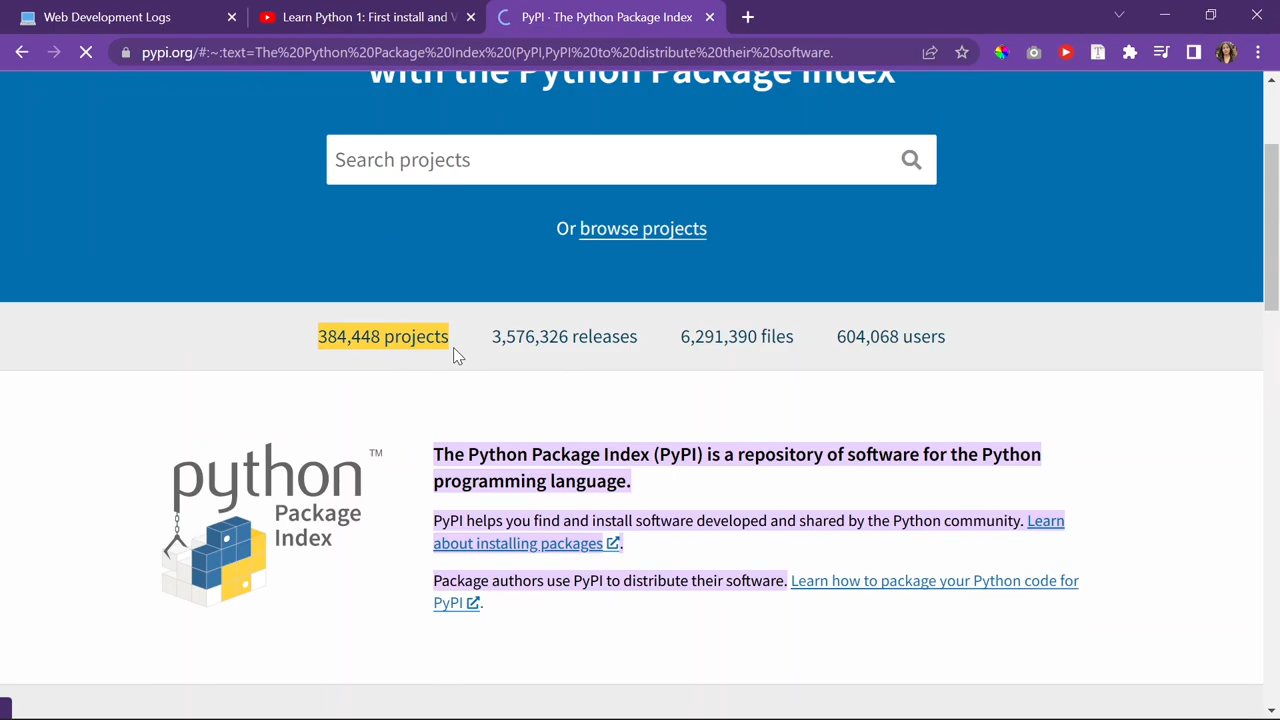 Web Development Logs
Learn Python 1: First install and V
PyPI · The Python Package Index
pypi.org/#:~:text=The%20Python%20Package%20Index%20(PyPI,PyPI%20to%20distribute%20their%20software.
with the Python Package Index
Search projects
Or browse projects
384,448 projects
3,576,326 releases
6,291,390 files
604,068 users
python TM
Package
Index
The Python Package Index (PyPI) is a repository of software for the Python
programming language.
PyPI helps you find and install software developed and shared by the Python community. Learn
about installing packages.
Package authors use PyPI to distribute their software. Learn how to package your Python code for
PyPI.